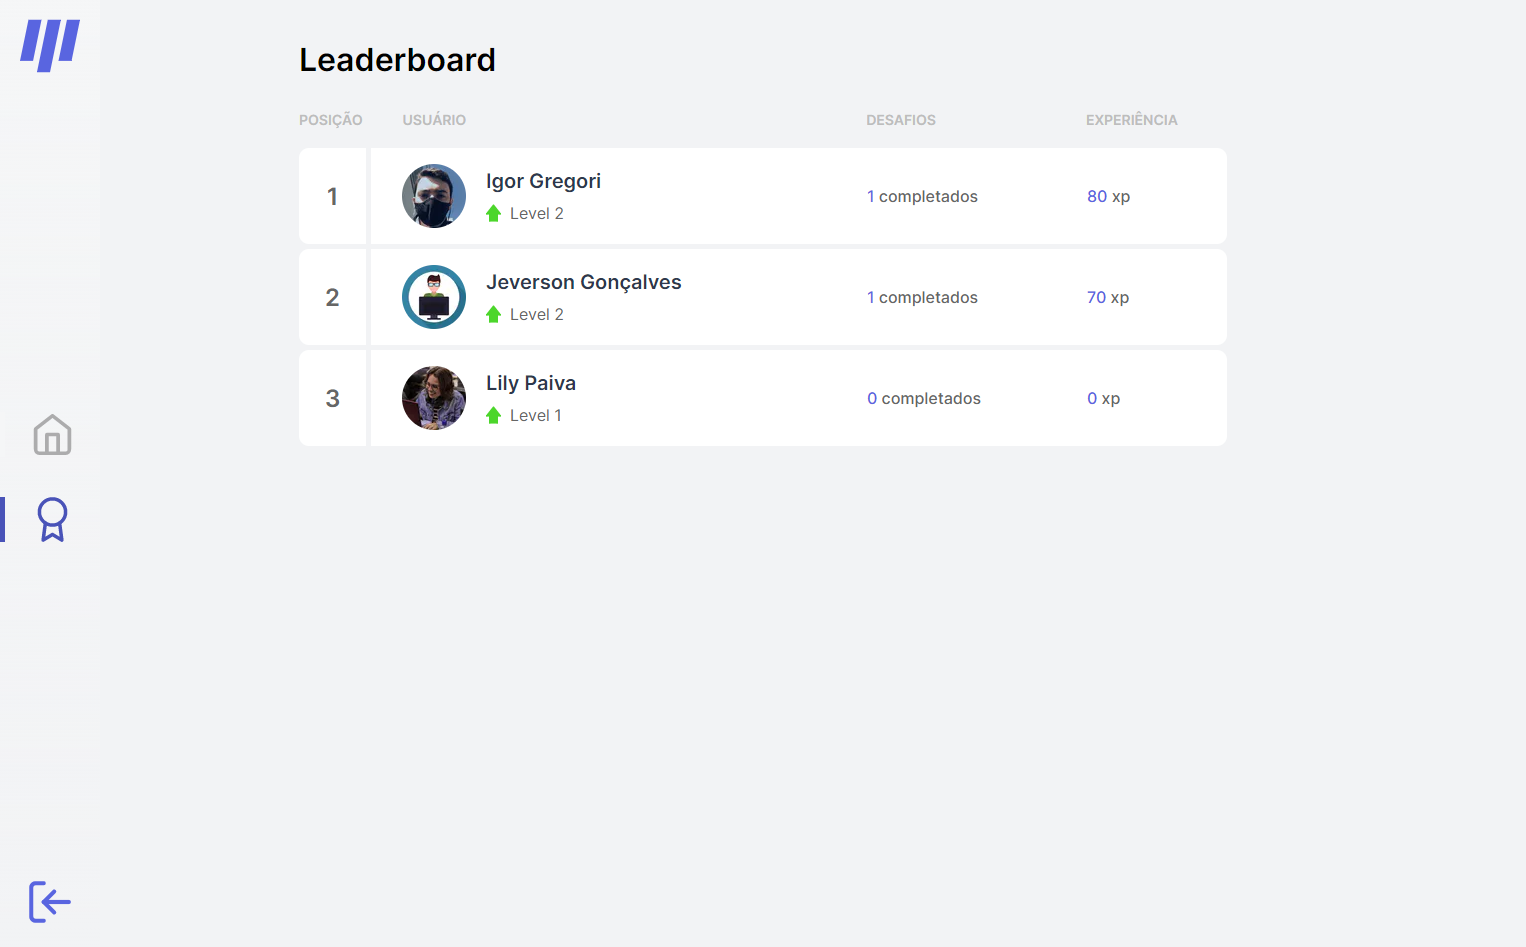 Leaderboard
POSIÇÃO USUÁRIO DESAFIOS EXPERIÊNCIA
1 Igor Gregori 1 completados 80 xp
Level 2
2 Jeverson Gonçalves 1 completados 70 xp
Level 2
3 Lily Paiva 0 completados 0 xp
Level 1